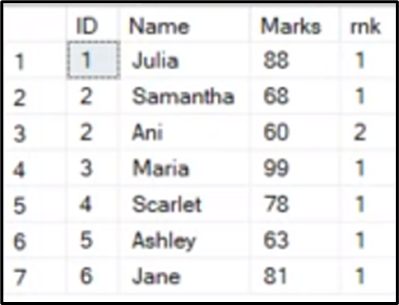 ID Name Marks rnk
1 1 Julia 88 1
2 2 Samantha 68 1
3 2 Ani 60 2
4 3 Maria 99 1
5 4 Scarlet 78 1
6 5 Ashley 63 1
7 6 Jane 81 1